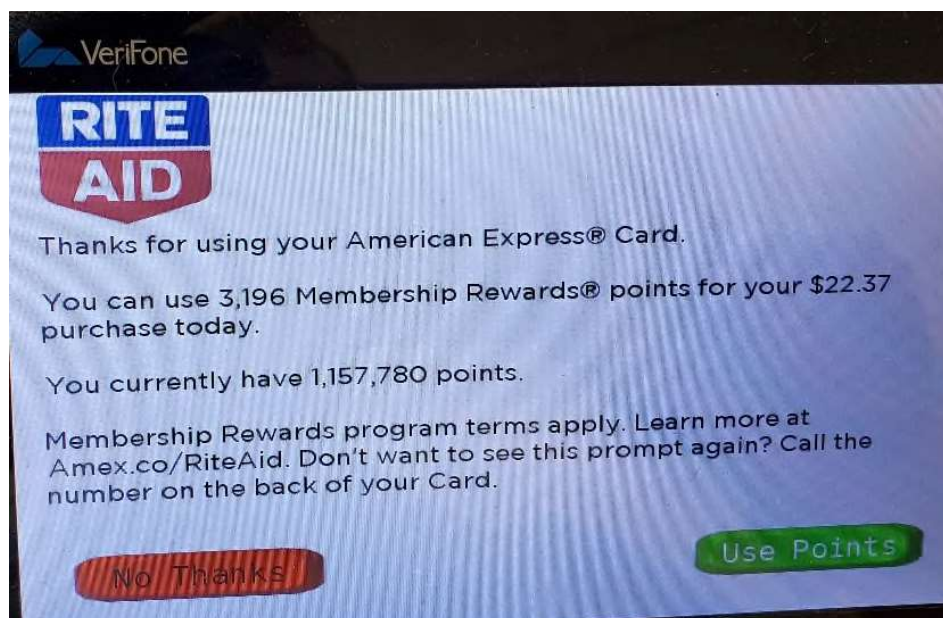 VeriFone
RITE
AID
Thanks for using your American Express® Card.
You can use 3,196 Membership Rewards® points for your $22.37
purchase today.
You currently have 1,157,780 points.
Membership Rewards program terms apply. Learn more at
Amex.co/RiteAid. Don't want to see this prompt again? Call the
number on the back of your Card.
No Thanks
Use Points